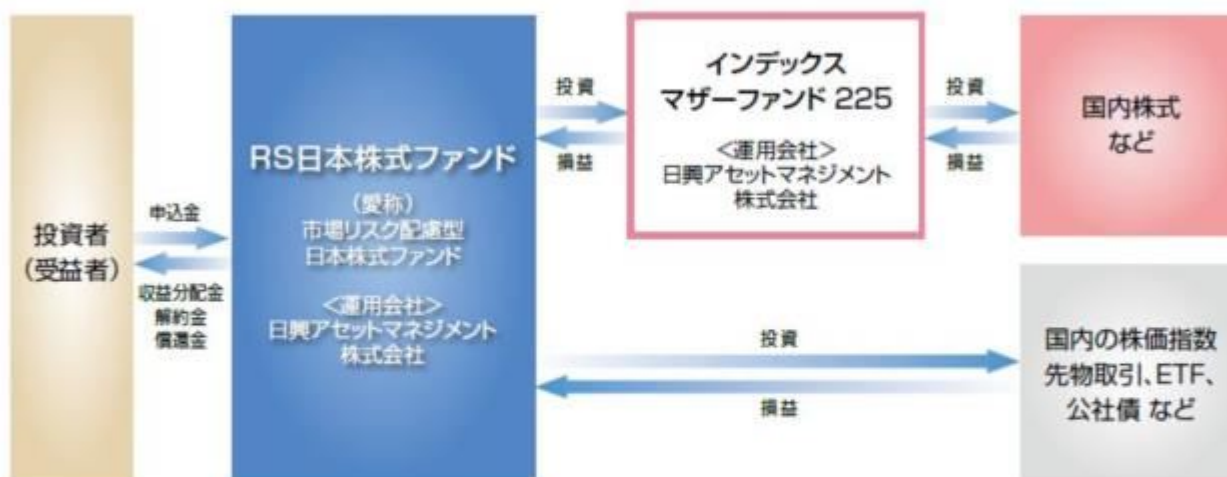 投資者
(受益者)
申込金
収益分配金
解約金
償還金
RS日本株式ファンド
(愛称)
市場リスク配慮型
日本株式ファンド
<運用会社>
日興アセットマネジメント
株式会社
投資
損益
インデックス
マザーファンド 225
<運用会社>
日興アセットマネジメント
株式会社
投資
損益
国内株式
など
投資
損益
国内の株価指数
先物取引、ETF、
公社債 など